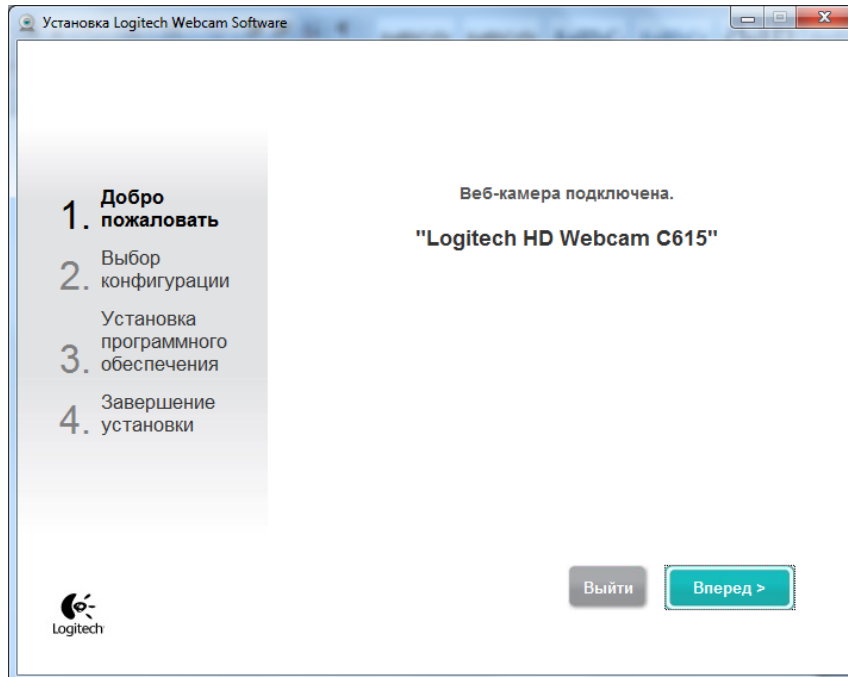 Установка Logitech Webcam Software
1. Добро
пожаловать
2. Выбор
конфигурации
3. Установка
программного
обеспечения
4. Завершение
установки
Веб-камера подключена.
"Logitech HD Webcam C615"
Выйти
Вперед >
Logitech